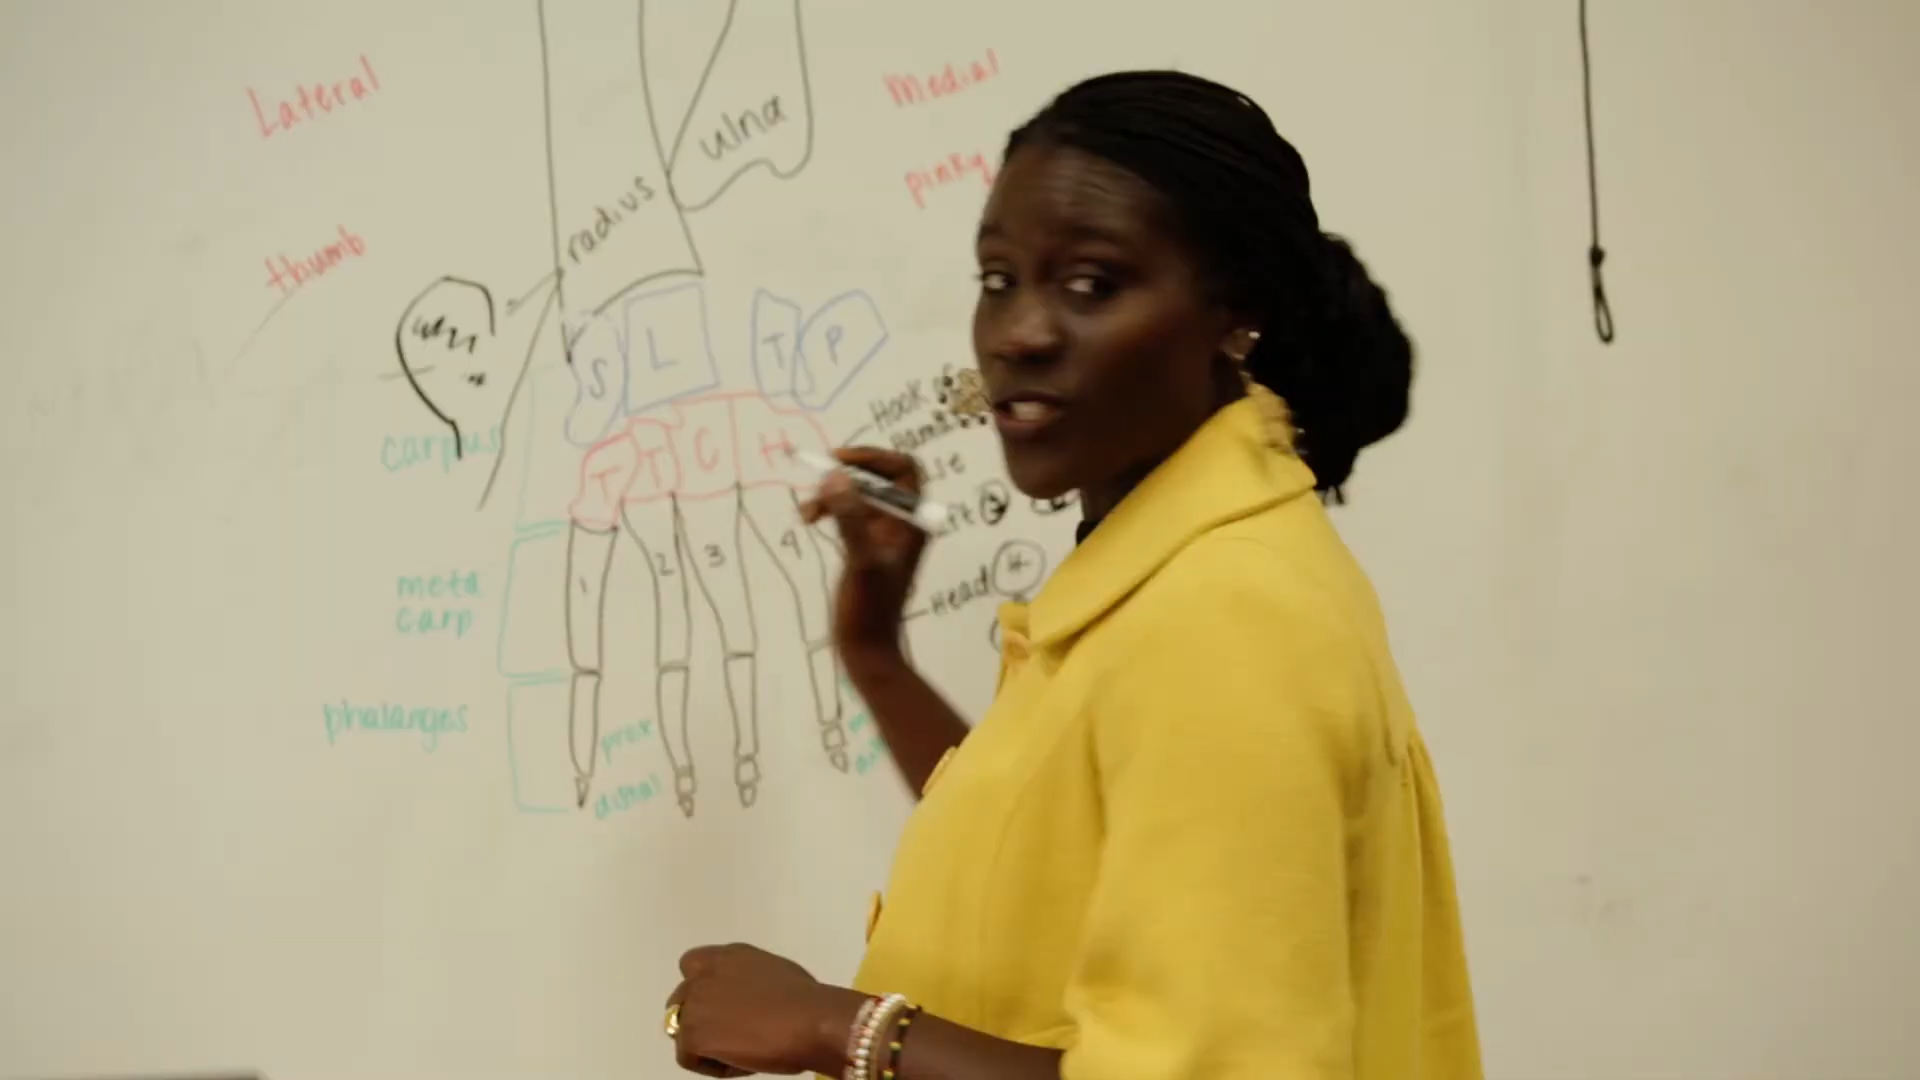 Lateral
Medial
ulna
pinky
radius
thumb
S L T P
Hook of
carpus
T T C H
Head 4
1 2 3 4
meta
carp
phalanges
prox
distal